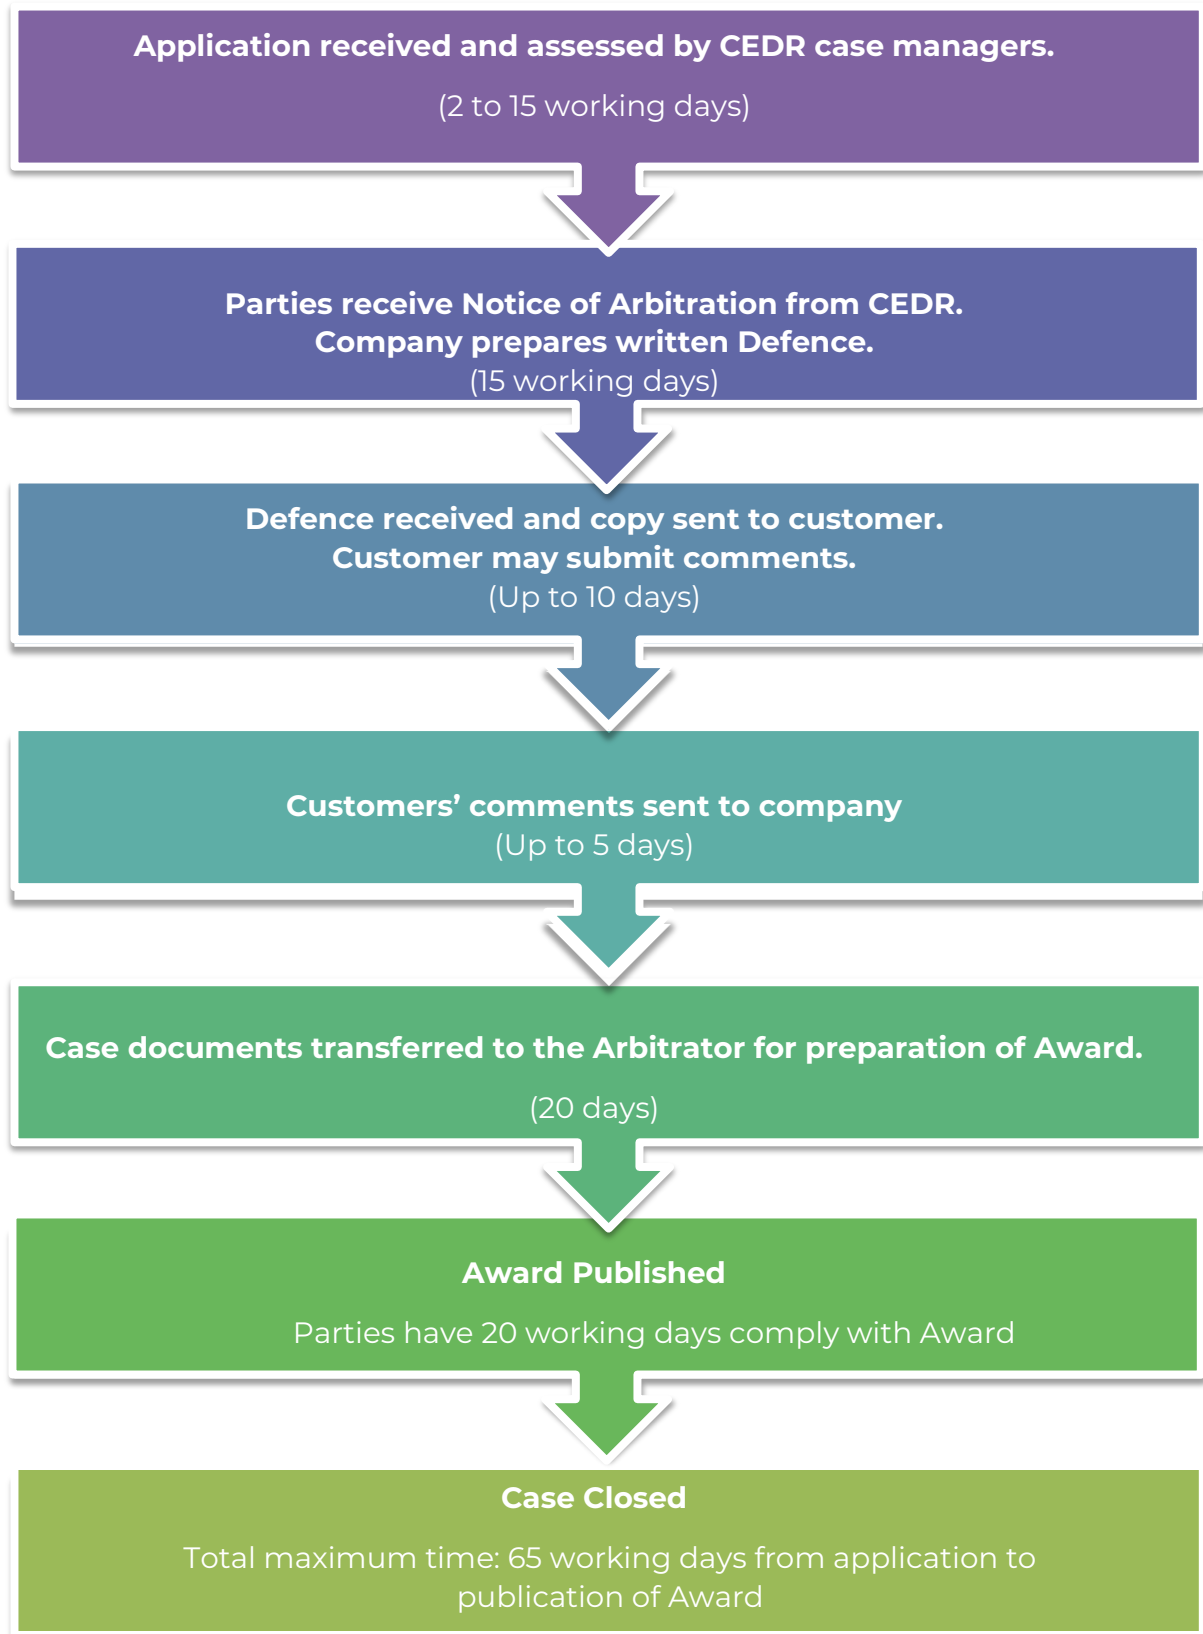 Application received and assessed by CEDR case managers.
(2 to 15 working days)
Parties receive Notice of Arbitration from CEDR.
Company prepares written Defence.
(15 working days)
Defence received and copy sent to customer.
Customer may submit comments.
(Up to 10 days)
Customers’ comments sent to company
(Up to 5 days)
Case documents transferred to the Arbitrator for preparation of Award.
(20 days)
Award Published
Parties have 20 working days comply with Award
Case Closed
Total maximum time: 65 working days from application to
publication of Award